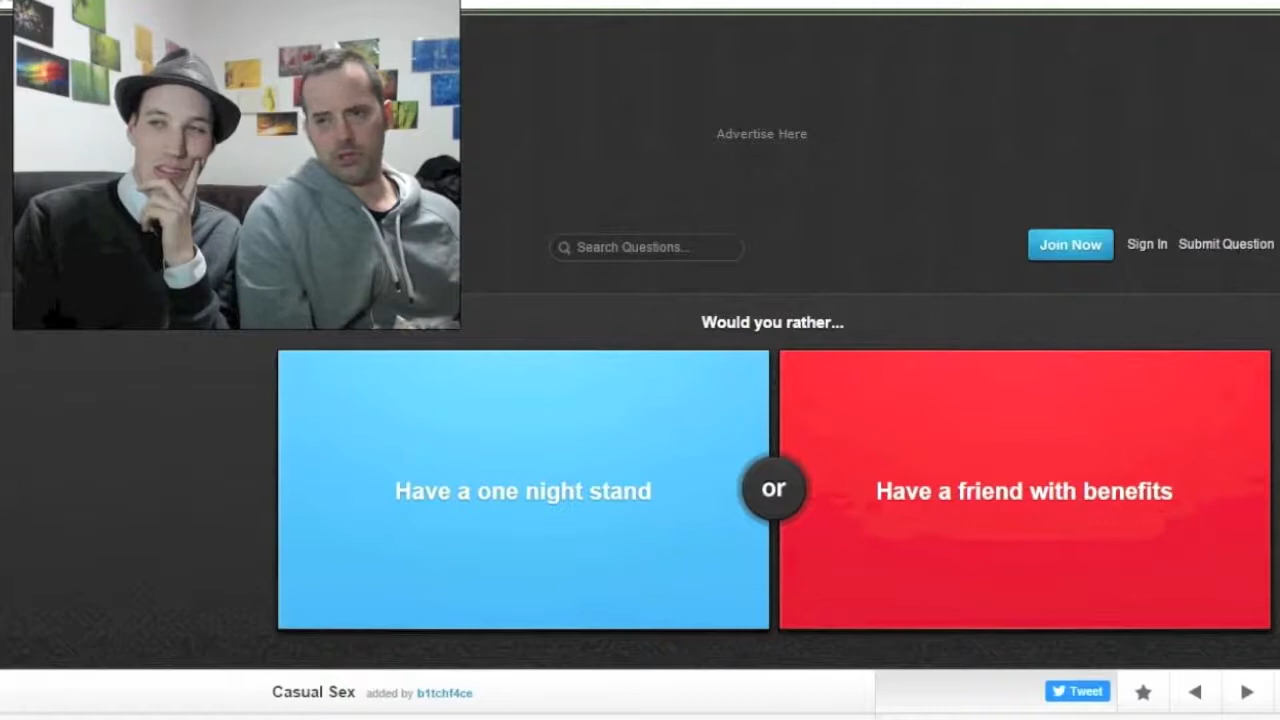 Advertise Here
Search Questions...
Join Now
Sign In
Submit Question
Would you rather...
Have a one night stand
or
Have a friend with benefits
Casual Sex
added by b1tchf4ce
Tweet